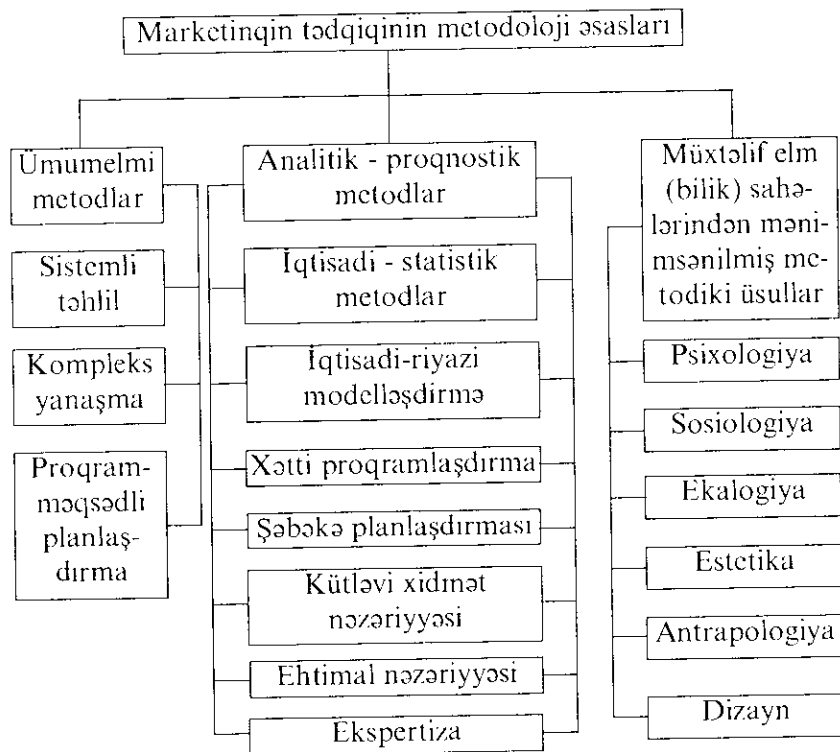 Marketinqin tədqiqinin metodoloji əsasları
Ümumelmi
metodlar
Sistemli
təhlil
Kompleks
yanaşma
Proqram-
məqsədli
planlaş-
dırma
Analitik - proqnostik
metodlar
İqtisadi - statistik
metodlar
İqtisadi-riyazi
modelləşdirmə
Xətti proqramlaşdırma
Şəbəkə planlaşdırması
Kütləvi xidmət
nəzəriyyəsi
Ehtimal nəzəriyyəsi
Ekspertiza
Müxtəlif elm
(bilik) sahə-
lərindən məni-
msənilmiş me-
todiki üsullar
Psixologiya
Sosiologiya
Ekalogiya
Estetika
Antrapologiya
Dizayn